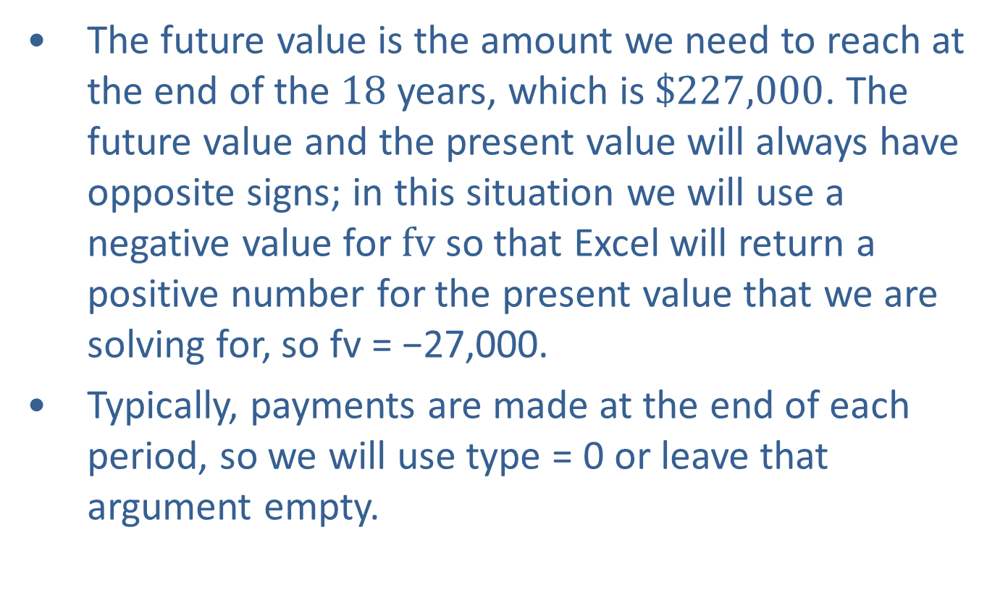 • The future value is the amount we need to reach at
the end of the 18 years, which is $227,000. The
future value and the present value will always have
opposite signs; in this situation we will use a
negative value for fv so that Excel will return a
positive number for the present value that we are
solving for, so fv = −27,000.
• Typically, payments are made at the end of each
period, so we will use type = 0 or leave that
argument empty.